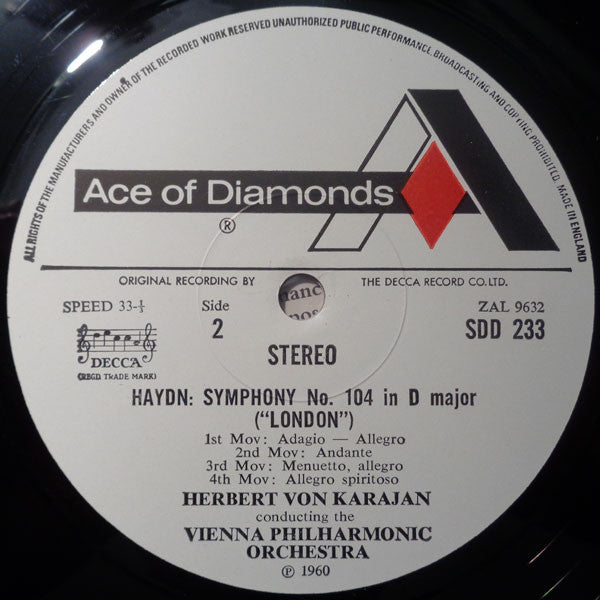 ALL RIGHTS OF THE MANUFACTURERS AND OWNER OF THE RECORDED WORK RESERVED UNAUTHORIZED PUBLIC PERFORMANCE, BROADCASTING AND COPYING PROHIBITED. MADE IN ENGLAND
Ace of Diamonds
®
ORIGINAL RECORDING BY THE DECCA RECORD CO. LTD.
SPEED 33-⅓ Side ZAL 9632
2 SDD 233
STEREO
DECCA
(REGD. TRADE MARK)
HAYDN: SYMPHONY No. 104 in D major
("LONDON")
1st Mov: Adagio — Allegro
2nd Mov: Andante
3rd Mov: Menuetto, allegro
4th Mov: Allegro spiritoso
HERBERT VON KARAJAN
conducting the
VIENNA PHILHARMONIC
ORCHESTRA
℗ 1960